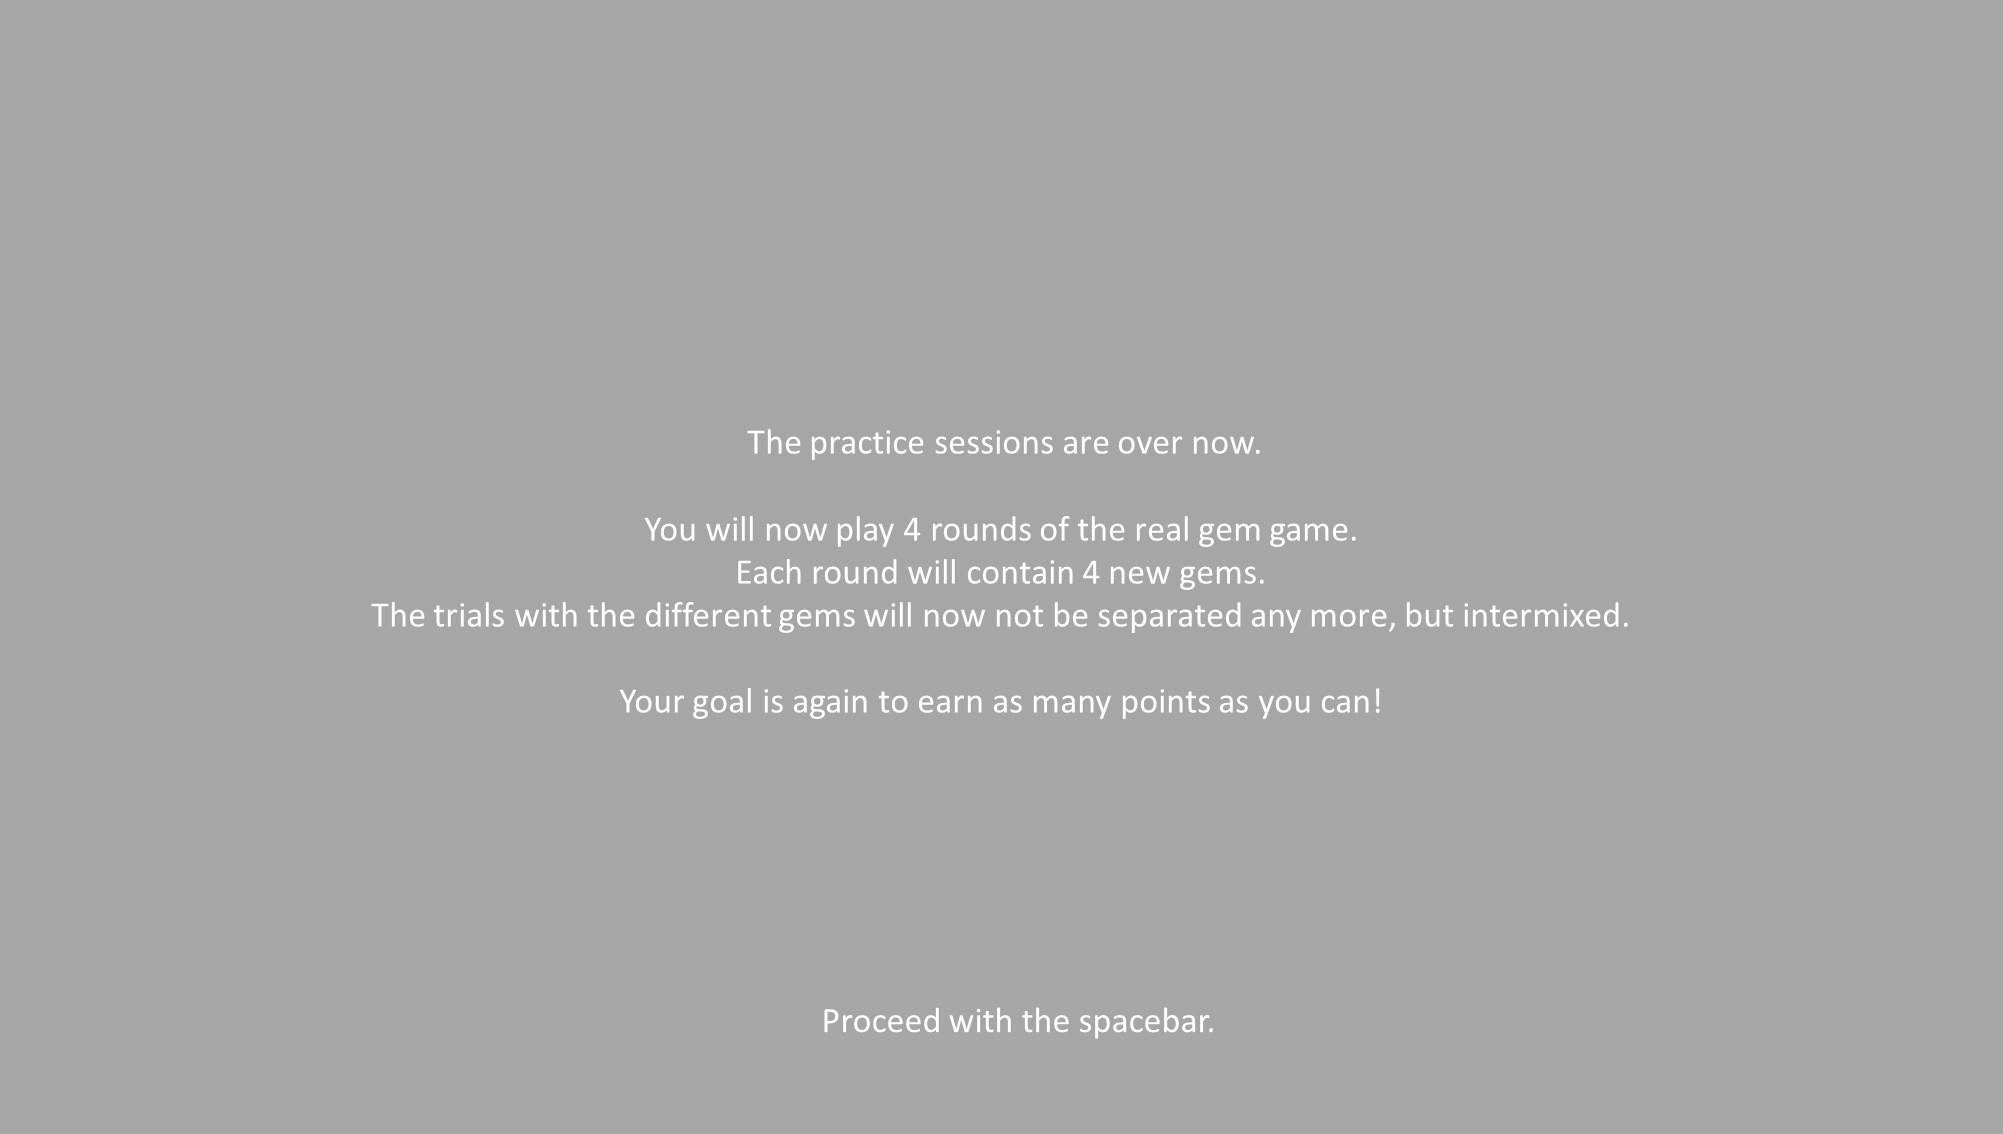 The practice sessions are over now.
You will now play 4 rounds of the real gem game.
Each round will contain 4 new gems.
The trials with the different gems will now not be separated any more, but intermixed.
Your goal is again to earn as many points as you can!
Proceed with the spacebar.